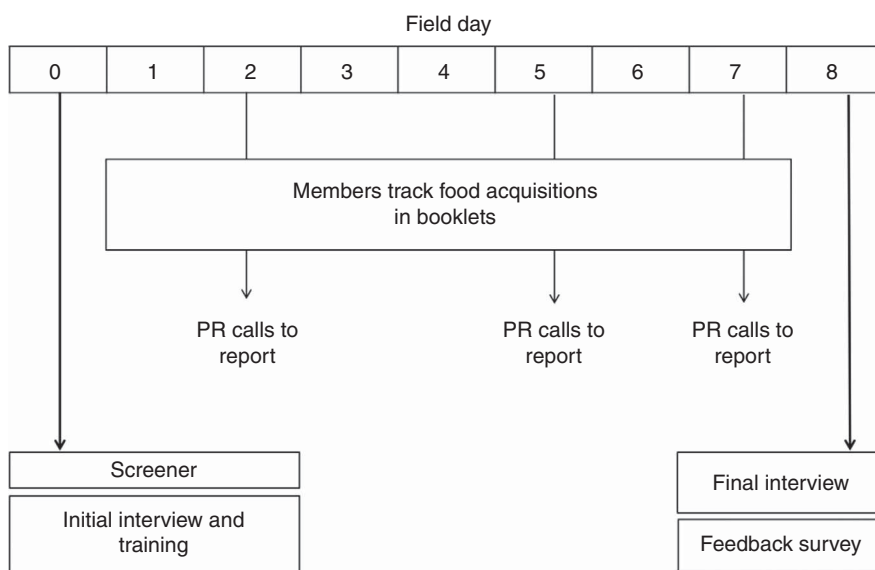 Field day
0 1 2 3 4 5 6 7 8
Members track food acquisitions
in booklets
PR calls to
report
PR calls to
report
PR calls to
report
Screener
Initial interview and
training
Final interview
Feedback survey